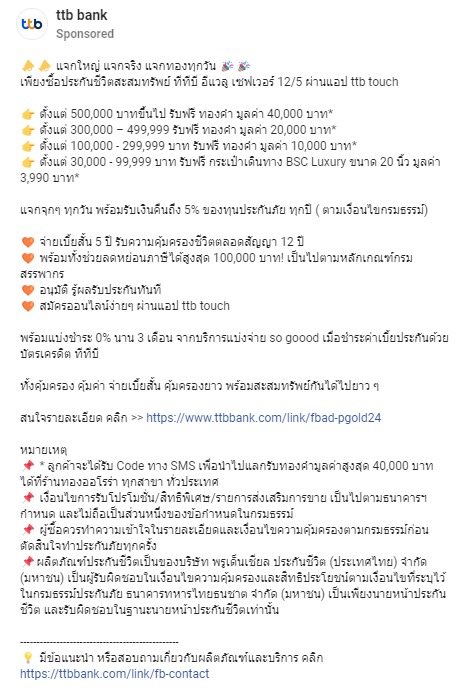 ttb
ttb bank
Sponsored
🔔 🔔 แจกใหญ่ แจกจริง แจกทองทุกวัน 🎉 🎉
เพียงซื้อประกันชีวิตสะสมทรัพย์ ทีทีบี อีแวลู เซฟเวอร์ 12/5 ผ่านแอป ttb touch
👉 ตั้งแต่ 500,000 บาทขึ้นไป รับฟรี ทองคำ มูลค่า 40,000 บาท*
👉 ตั้งแต่ 300,000 – 499,999 รับฟรี ทองคำ มูลค่า 20,000 บาท*
👉 ตั้งแต่ 100,000 - 299,999 บาท รับฟรี ทองคำ มูลค่า 10,000 บาท*
👉 ตั้งแต่ 30,000 - 99,999 บาท รับฟรี กระเป๋าเดินทาง BSC Luxury ขนาด 20 นิ้ว มูลค่า
3,990 บาท*
แจกจุกๆ ทุกวัน พร้อมรับเงินคืนถึง 5% ของทุนประกันภัย ทุกปี ( ตามเงื่อนไขกรมธรรม์)
🧡 จ่ายเบี้ยสั้น 5 ปี รับความคุ้มครองชีวิตตลอดสัญญา 12 ปี
🧡 พร้อมทั้งช่วยลดหย่อนภาษีได้สูงสุด 100,000 บาท! เป็นไปตามหลักเกณฑ์กรม
สรรพากร
🧡 อนุมัติ รู้ผลรับประกันทันที
🧡 สมัครออนไลน์ง่ายๆ ผ่านแอป ttb touch
พร้อมแบ่งชำระ 0% นาน 3 เดือน จากบริการแบ่งจ่าย so goood เมื่อชำระค่าเบี้ยประกันด้วย
บัตรเครดิต ทีทีบี
ทั้งคุ้มครอง คุ้มค่า จ่ายเบี้ยสั้น คุ้มครองยาว พร้อมสะสมทรัพย์กันได้ไปยาว ๆ
สนใจรายละเอียด คลิก >> https://www.ttbbank.com/link/fbad-pgold24
หมายเหตุ
📌 * ลูกค้าจะได้รับ Code ทาง SMS เพื่อนำไปแลกรับทองคำมูลค่าสูงสุด 40,000 บาท
ได้ที่ร้านทองออโรร่า ทุกสาขา ทั่วประเทศ
📌 เงื่อนไขการรับโปรโมชั่น/สิทธิพิเศษ/รายการส่งเสริมการขาย เป็นไปตามธนาคารฯ
กำหนด และไม่ถือเป็นส่วนหนึ่งของข้อกำหนดในกรมธรรม์
📌 ผู้ซื้อควรทำความเข้าใจในรายละเอียดและเงื่อนไขความคุ้มครองตามกรมธรรม์ก่อน
ตัดสินใจทำประกันภัยทุกครั้ง
📌ผลิตภัณฑ์ประกันชีวิตเป็นของบริษัท พรูเด็นเชียล ประกันชีวิต (ประเทศไทย) จำกัด
(มหาชน) เป็นผู้รับผิดชอบในเงื่อนไขความคุ้มครองและสิทธิประโยชน์ตามเงื่อนไขที่ระบุไว้
ในกรมธรรม์ประกันภัย ธนาคารทหารไทยธนชาต จำกัด (มหาชน) เป็นเพียงนายหน้าประกัน
ชีวิต และรับผิดชอบในฐานะนายหน้าประกันชีวิตเท่านั้น
------------------------------------------------
💡 มีข้อแนะนำ หรือสอบถามเกี่ยวกับผลิตภัณฑ์และบริการ คลิก
https://ttbbank.com/link/fb-contact